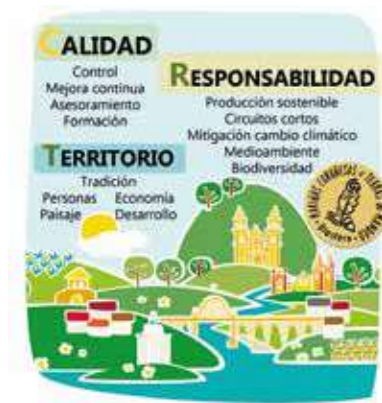 CALIDAD
Control
Mejora continua
Asesoramiento
Formación
RESPONSABILIDAD
Producción sostenible
Circuitos cortos
Mitigación cambio climático
Medioambiente
Biodiversidad
TERRITORIO
Tradición
Personas Economía
Paisaje Desarrollo